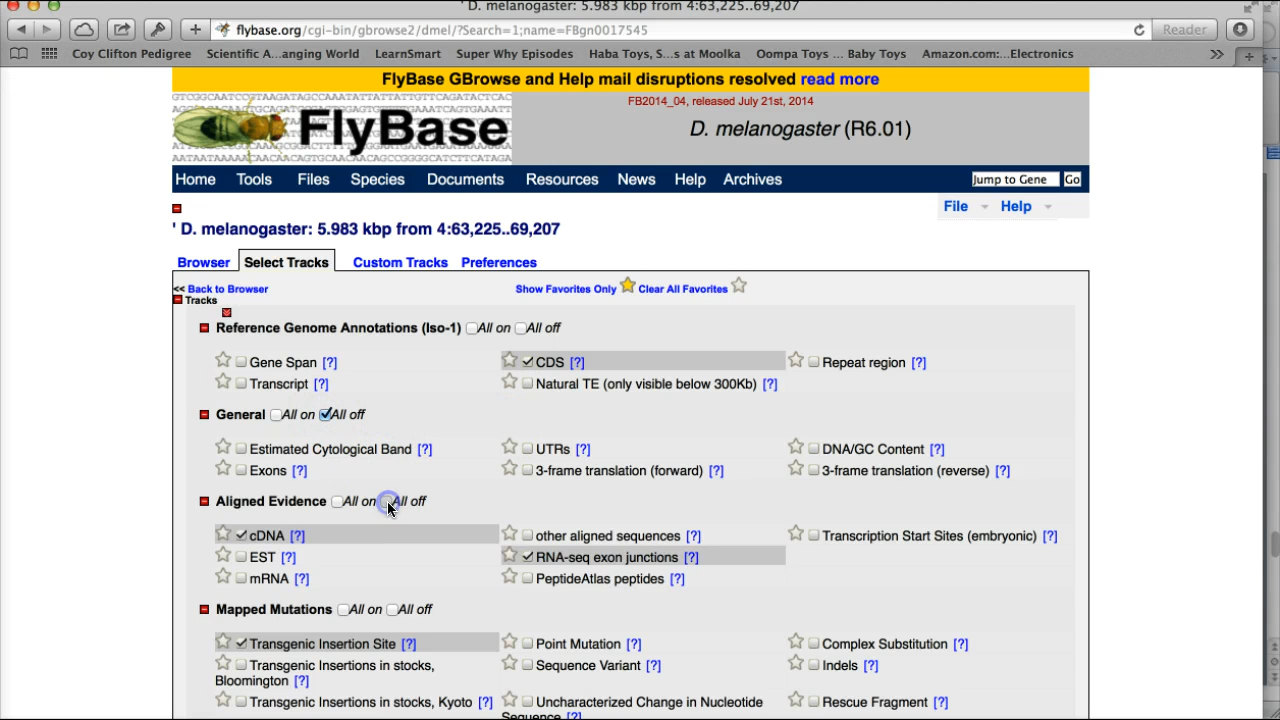 ' D. melanogaster: 5.983 kbp from 4:63,225..69,207
flybase.org/cgi-bin/gbrowse2/dmel/?Search=1;name=FBgn0017545
Reader
Coy Clifton Pedigree Scientific A...anging World LearnSmart Super Why Episodes Haba Toys, S...s at Moolka Oompa Toys ... Baby Toys Amazon.com:...Electronics
FlyBase GBrowse and Help mail disruptions resolved read more
FlyBase
FB2014_04, released July 21st, 2014
D. melanogaster (R6.01)
Home Tools Files Species Documents Resources News Help Archives Jump to Gene Go
File Help
' D. melanogaster: 5.983 kbp from 4:63,225..69,207
Browser Select Tracks Custom Tracks Preferences
<< Back to Browser Show Favorites Only Clear All Favorites
Tracks
Reference Genome Annotations (Iso-1) All on All off
Gene Span [?] CDS [?] Repeat region [?]
Transcript [?] Natural TE (only visible below 300Kb) [?]
General All on All off
Estimated Cytological Band [?] UTRs [?] DNA/GC Content [?]
Exons [?] 3-frame translation (forward) [?] 3-frame translation (reverse) [?]
Aligned Evidence All on All off
cDNA [?] other aligned sequences [?] Transcription Start Sites (embryonic) [?]
EST [?] RNA-seq exon junctions [?]
mRNA [?] PeptideAtlas peptides [?]
Mapped Mutations All on All off
Transgenic Insertion Site [?] Point Mutation [?] Complex Substitution [?]
Transgenic Insertions in stocks, Sequence Variant [?] Indels [?]
Bloomington [?]
Transgenic Insertions in stocks, Kyoto [?] Uncharacterized Change in Nucleotide Rescue Fragment [?]
Sequence [?]